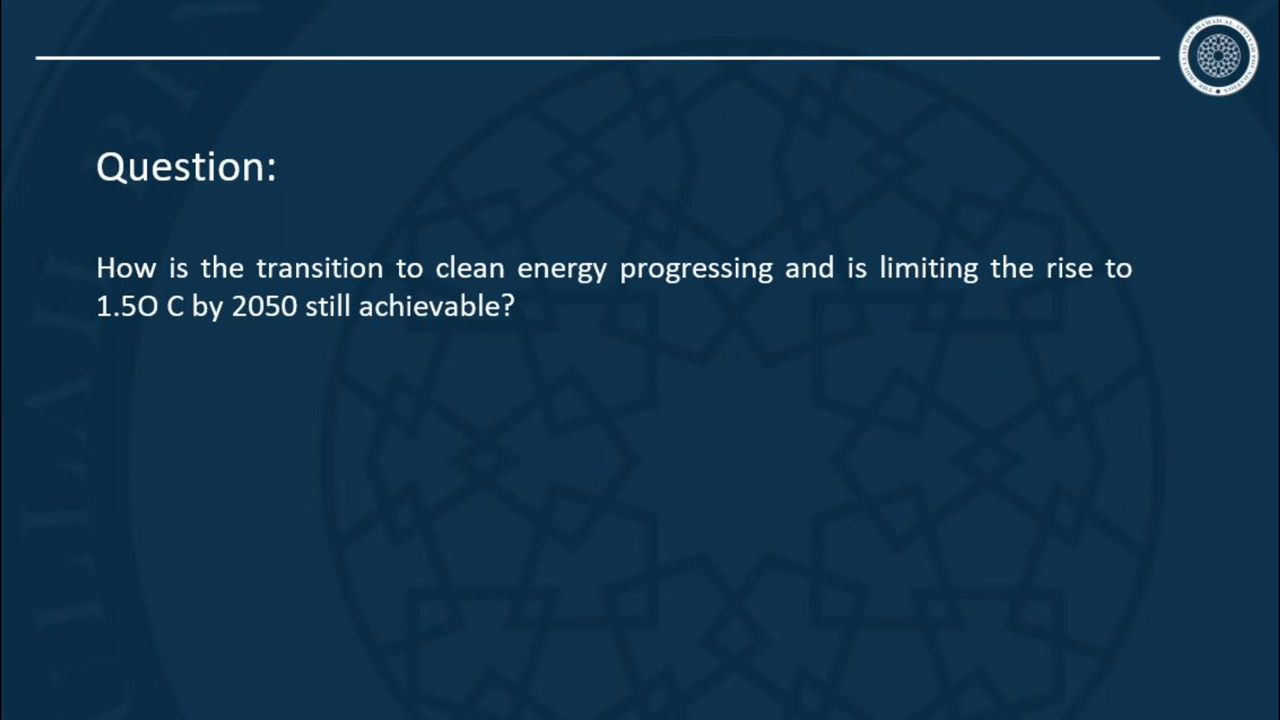 Question:
How is the transition to clean energy progressing and is limiting the rise to
1.5O C by 2050 still achievable?